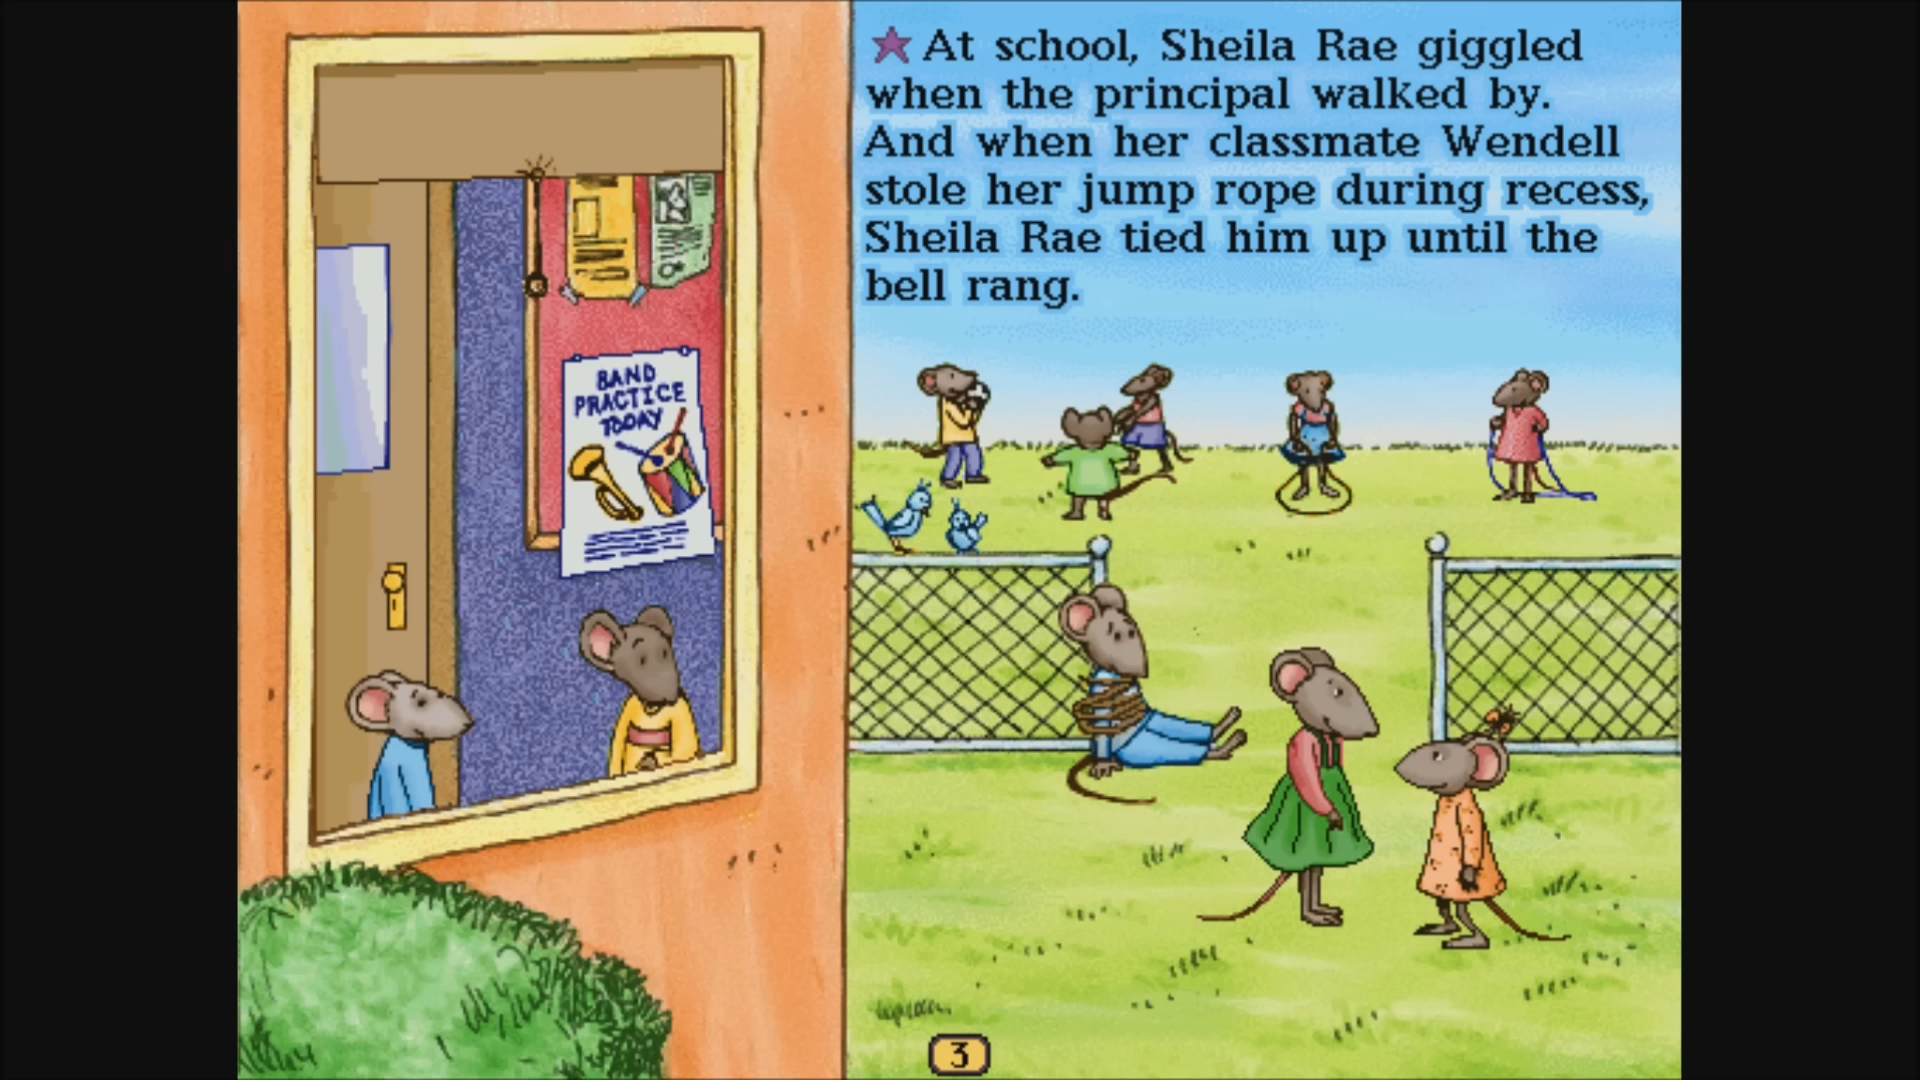 At school, Sheila Rae giggled
when the principal walked by.
And when her classmate Wendell
stole her jump rope during recess,
Sheila Rae tied him up until the
bell rang.
BAND
PRACTICE
TODAY
3